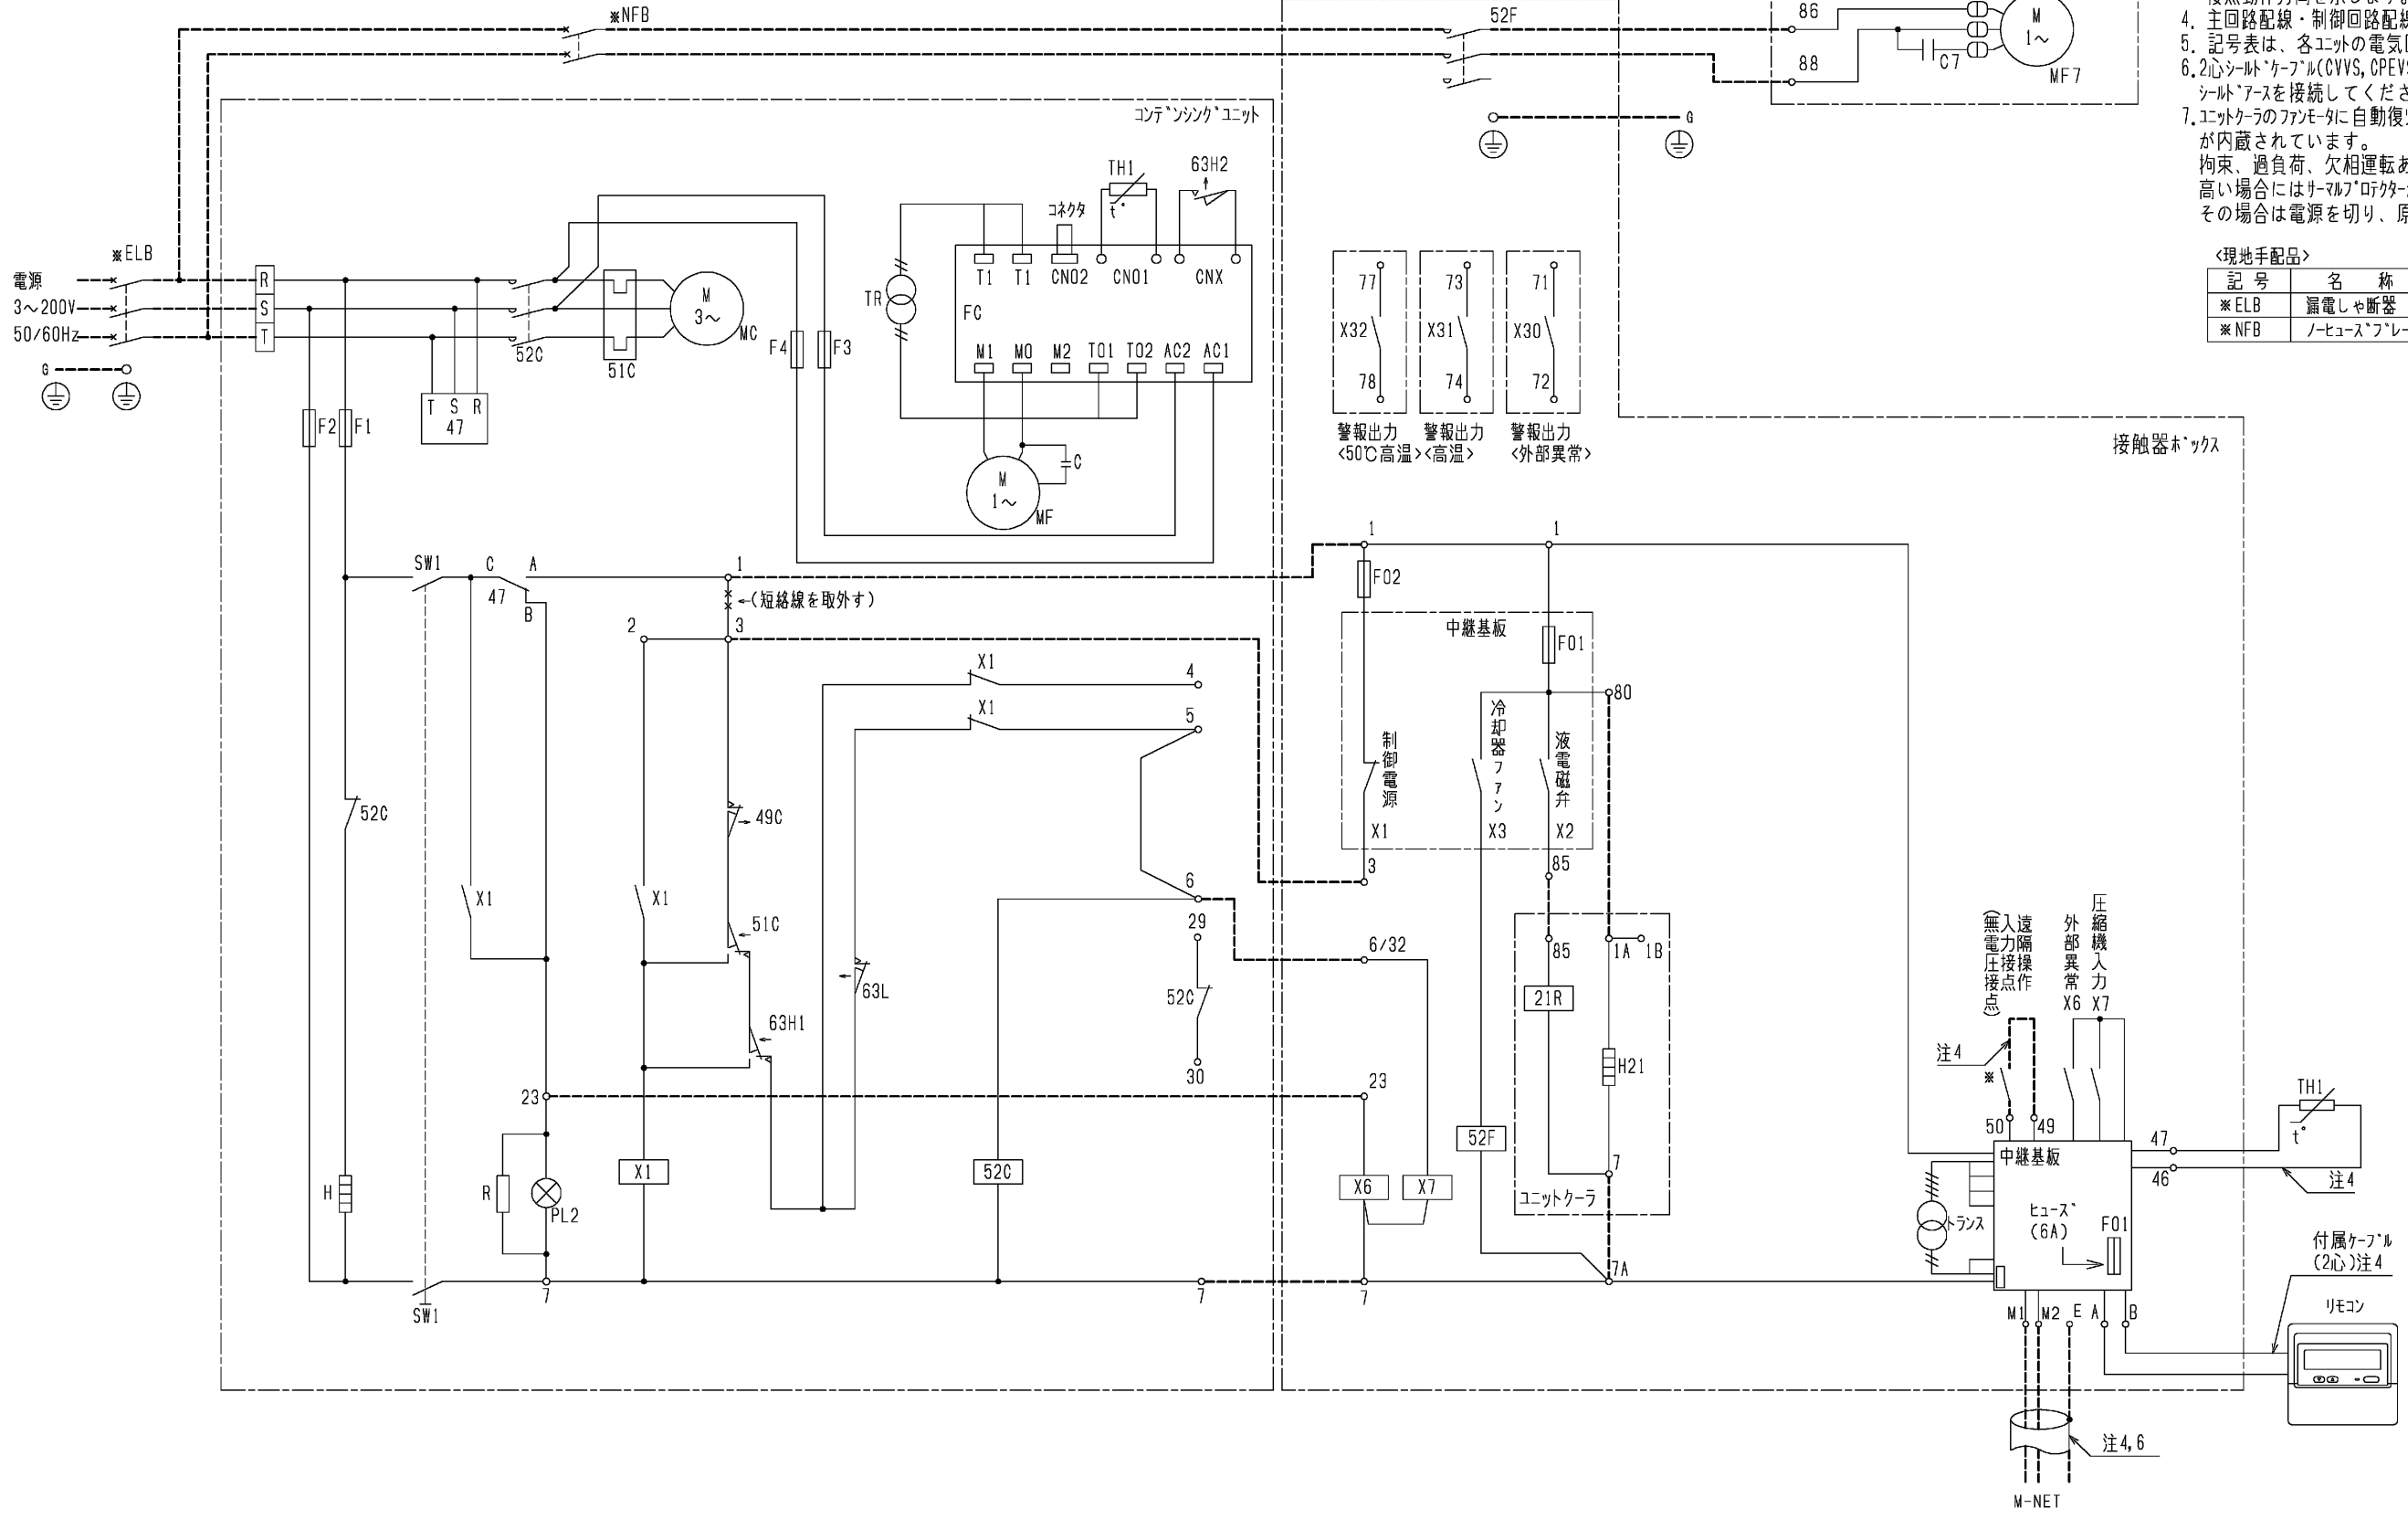 ※NFB
52F
86
88
M
1～
C7
MF7
4. 主回路配線・制御回路配線
5. 記号表は、各ﾕﾆｯﾄの電気
6.2心ｼｰﾙﾄﾞｹｰﾌﾞﾙ(CVVS,CPEV
ｼｰﾙﾄﾞｱｰｽを接続してくださ
7.ﾕﾆｯﾄｸｰﾗのﾌｧﾝﾓｰﾀに自動復
が内蔵されています。
拘束、過負荷、欠相運転あ
高い場合にはｻｰﾏﾙﾌﾟﾛﾃｸﾀｰ
その場合は電源を切り、原
<現地手配品>
記 号
名 称
※ELB
漏電しゃ断器
※NFB
ﾉｰﾋｭｰｽﾞﾌﾞﾚｰ
G
ｺﾝﾃﾞﾝｼﾝｸﾞﾕﾆｯﾄ
※ELB
電源
3～200V
50/60Hz
G
R
S
T
52C
51C
M
3～
MC
F4
F3
F2
F1
T S R
47
TR
TH1
t°
63H2
ｺﾈｸﾀ
T1
T1
CN02
CN01
CNX
FC
M1
M0
M2
T01
T02
AC2
AC1
M
1～
MF
C
77
X32
78
警報出力
<50℃高温>
73
X31
74
警報出力
<高温>
71
X30
72
警報出力
<外部異常>
接触器ﾎﾞｯｸｽ
SW1
C
A
47
B
1
←(短絡線を取外す)
2
3
X1
4
X1
5
49C
52C
X1
X1
51C
63L
63H1
6
29
52C
30
23
H
R
PL2
X1
52C
7
SW1
7
1
1
F02
中継基板
F01
80
制御電源
冷却器ファン
液電磁弁
X1
X3
X2
3
85
6/32
85
1A
1B
21R
H21
23
52F
7
X6
X7
ﾕﾆｯﾄｸｰﾗ
7A
7
遠隔操作
入力接点
(無電圧接点)
外部異常
X6
圧縮機入力
X7
注4
※
50
49
47
46
TH1
t°
注4
中継基板
ﾄﾗﾝｽ
ﾋｭｰｽﾞ
(6A)
F01
付属ｹｰﾌﾞﾙ
(2心)注4
ﾘﾓｺﾝ
M1
M2
E
A
B
注4,6
M-NET